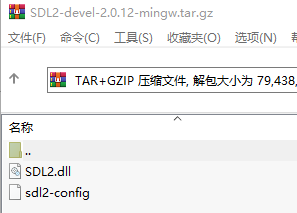 SDL2-devel-2.0.12-mingw.tar.gz
文件(F) 命令(C) 工具(S) 收藏夹(O) 选项(N)
TAR+GZIP 压缩文件, 解包大小为 79,438,
名称
..
SDL2.dll
sdl2-config